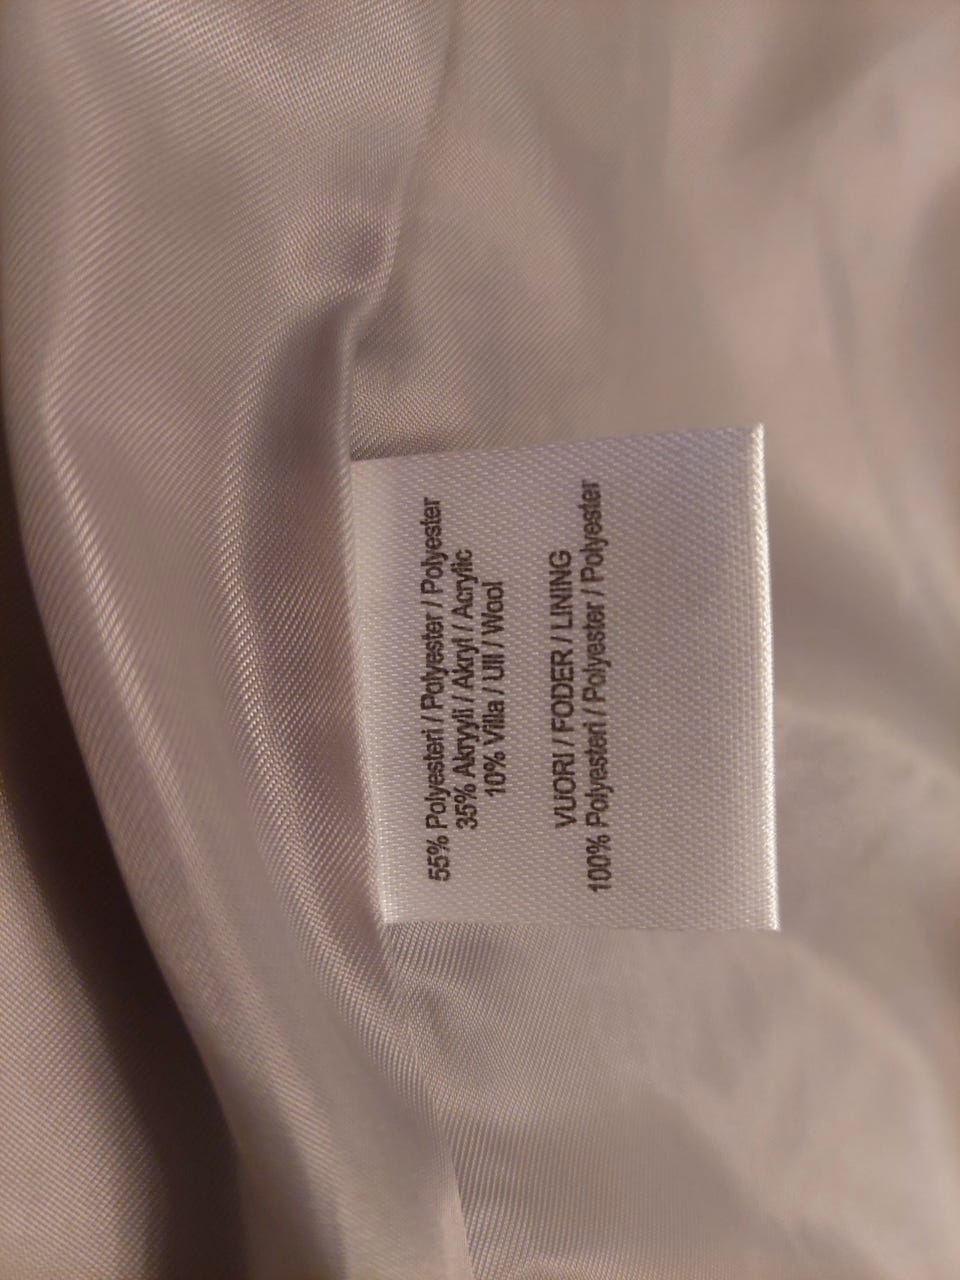 55% Polyesteri / Polyester / Polyester
35% Akryyli / Akryl / Acrylic
10% Villa / Ull / Wool
VUORI / FODER / LINING
100% Polyesteri / Polyester / Polyester